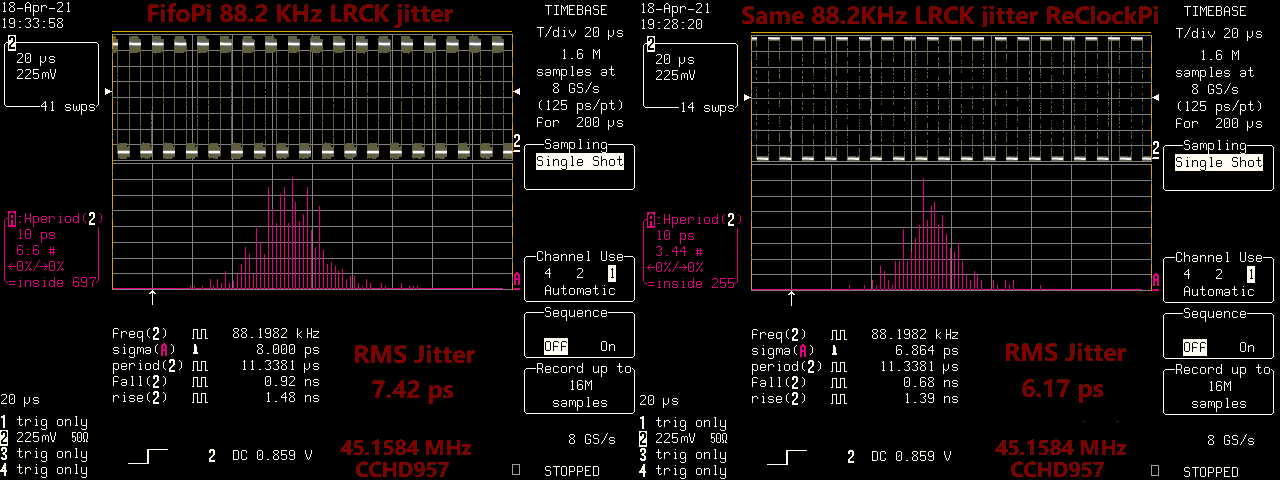 FifoPi 88.2 KHz LRCK jitter
18-Apr-21
19:33:58
2
20 µs
225mV
41 swps
2
A:Hperiod(2)
10 ps
6.6 #
←0%/→0%
=inside 697
A
freq(2) 88.1982 kHz
sigma(A) 8.000 ps
period(2) 11.3381 µs
fall(2) 0.92 ns
rise(2) 1.48 ns
RMS Jitter
7.42 ps
20 µs
1 trig only
2 225mV 50Ω
3 trig only
4 trig only
2 DC 0.859 V
45.1584 MHz
CCHD957
TIMEBASE
T/div 20 µs
1.6 M
samples at
8 GS/s
(125 ps/pt)
for 200 µs
Sampling
Single Shot
Channel Use
4 2 1
Automatic
Sequence
OFF On
Record up to
16M
samples
8 GS/s
STOPPED
Same 88.2KHz LRCK jitter ReClockPi
18-Apr-21
19:28:20
2
20 µs
225mV
14 swps
2
A:Hperiod(2)
10 ps
3.44 #
←0%/→0%
=inside 255
A
freq(2) 88.1982 kHz
sigma(A) 6.864 ps
period(2) 11.3381 µs
fall(2) 0.68 ns
rise(2) 1.39 ns
RMS Jitter
6.17 ps
20 µs
1 trig only
2 225mV 50Ω
3 trig only
4 trig only
2 DC 0.859 V
45.1584 MHz
CCHD957
TIMEBASE
T/div 20 µs
1.6 M
samples at
8 GS/s
(125 ps/pt)
for 200 µs
Sampling
Single Shot
Channel Use
4 2 1
Automatic
Sequence
OFF On
Record up to
16M
samples
8 GS/s
STOPPED